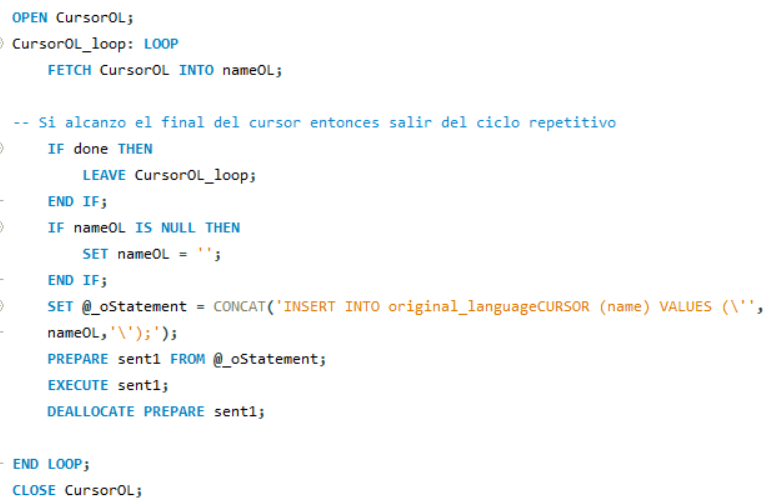 OPEN CursorOL;
CursorOL_loop: LOOP
    FETCH CursorOL INTO nameOL;

-- Si alcanzo el final del cursor entonces salir del ciclo repetitivo
    IF done THEN
        LEAVE CursorOL_loop;
    END IF;
    IF nameOL IS NULL THEN
        SET nameOL = '';
    END IF;
    SET @_oStatement = CONCAT('INSERT INTO original_languageCURSOR (name) VALUES (\'',
    nameOL,'\');');
    PREPARE sent1 FROM @_oStatement;
    EXECUTE sent1;
    DEALLOCATE PREPARE sent1;

END LOOP;
CLOSE CursorOL;